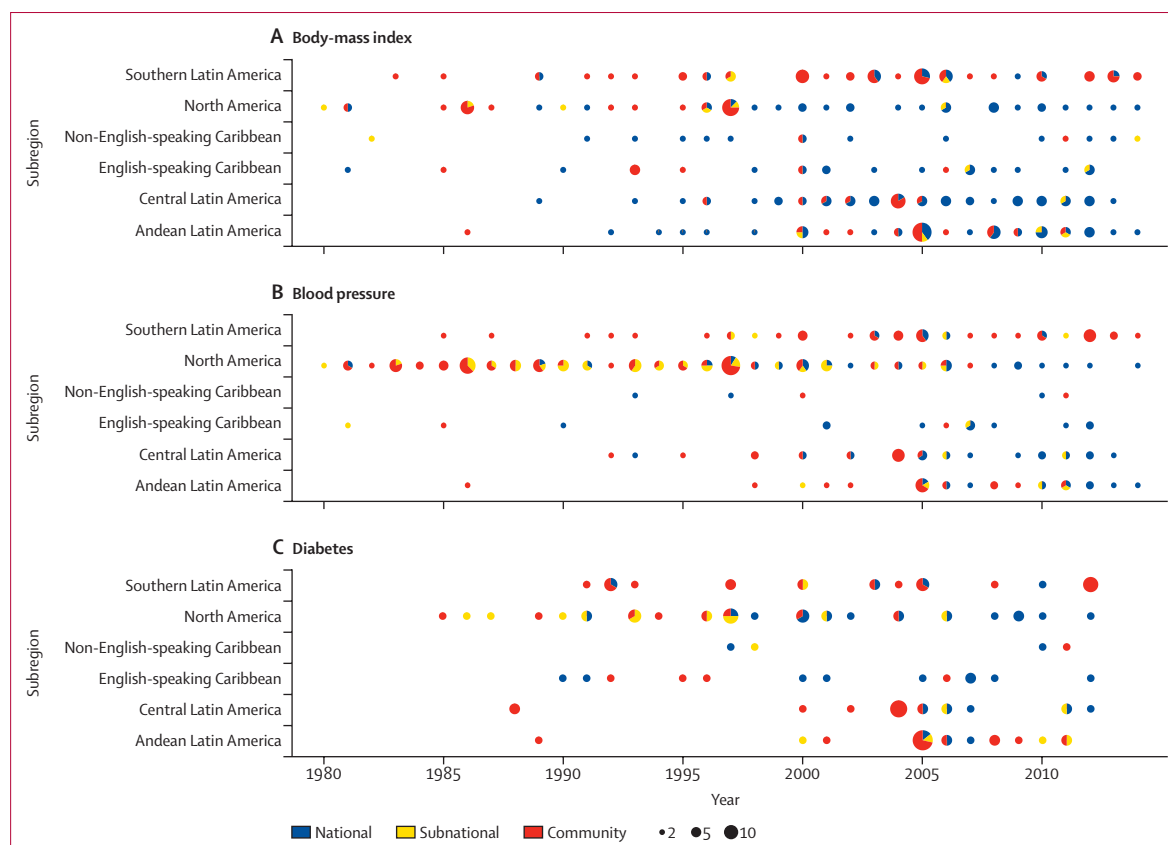 A Body-mass index
Subregion
Southern Latin America
North America
Non-English-speaking Caribbean
English-speaking Caribbean
Central Latin America
Andean Latin America
B Blood pressure
Subregion
Southern Latin America
North America
Non-English-speaking Caribbean
English-speaking Caribbean
Central Latin America
Andean Latin America
C Diabetes
Subregion
Southern Latin America
North America
Non-English-speaking Caribbean
English-speaking Caribbean
Central Latin America
Andean Latin America
1980 1985 1990 1995 2000 2005 2010
Year
National Subnational Community 2 5 10